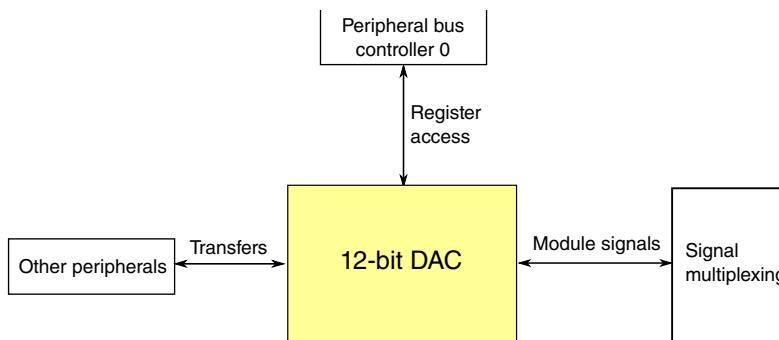 Peripheral bus
controller 0
Register
access
Transfers
Other peripherals
12-bit DAC
Module signals
Signal
multiplexing